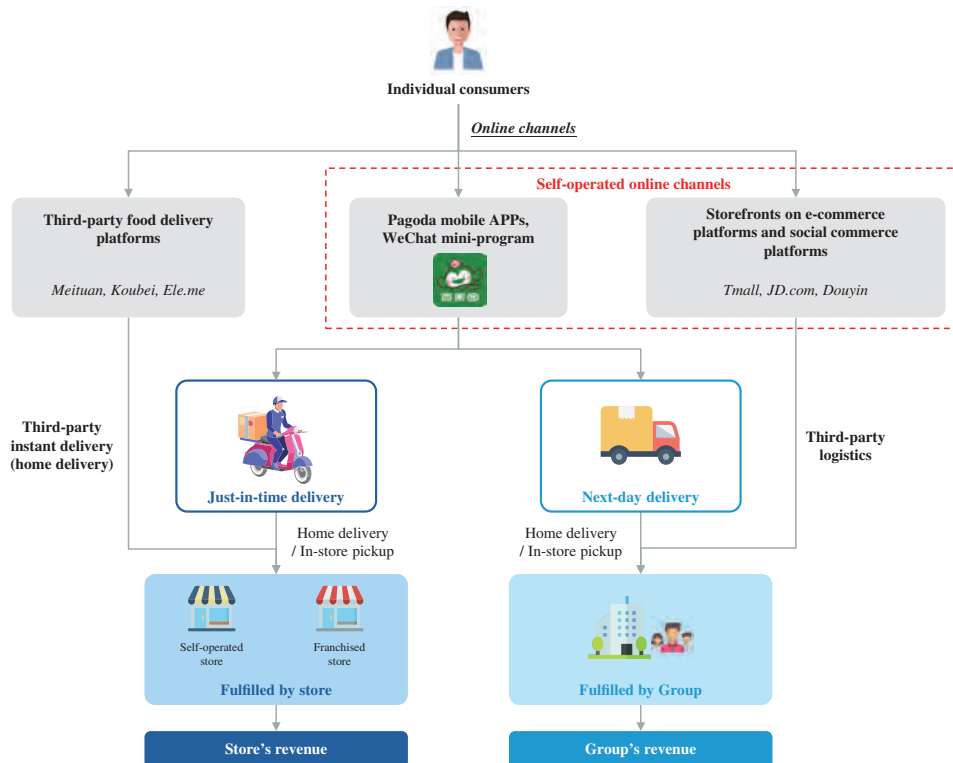 Individual consumers
Online channels
Self-operated online channels
Third-party food delivery
platforms
Meituan, Koubei, Ele.me
Pagoda mobile APPs,
WeChat mini-program
Storefronts on e-commerce
platforms and social commerce
platforms
Tmall, JD.com, Douyin
Third-party
instant delivery
(home delivery)
Just-in-time delivery
Next-day delivery
Third-party
logistics
Home delivery
/ In-store pickup
Home delivery
/ In-store pickup
Self-operated
store
Franchised
store
Fulfilled by store
Fulfilled by Group
Store's revenue
Group's revenue